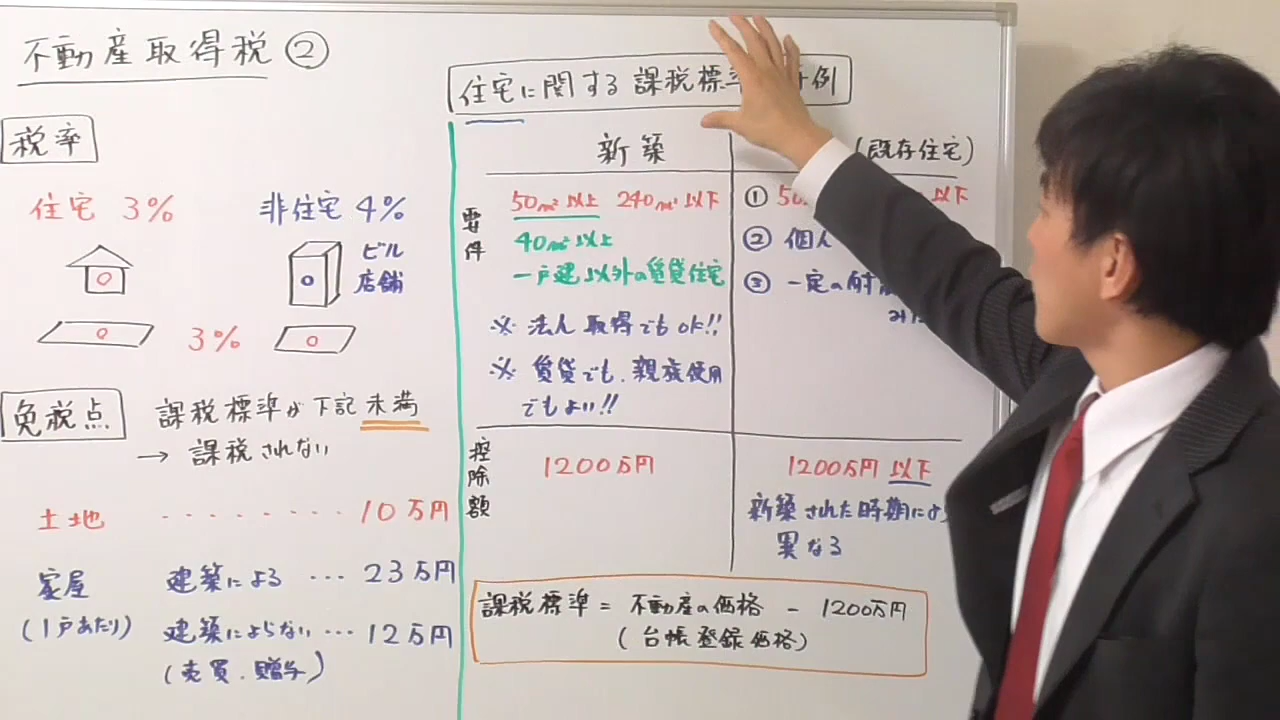 不動産取得税 ②
税率
住宅 3%
非住宅 4%
ビル
店舗
3%
免税点
課税標準が下記未満
→ 課税されない
土地 ・・・・・・・・ 10万円
家屋
(1戸あたり)
建築による ・・・ 23万円
建築によらない ・・・ 12万円
(売買.贈与)
住宅に関する課税標準 例
新築
要件
50m²以上 240m²以下
40m²以上
一戸建以外の賃貸住宅
※ 法人取得でもok!!
※ 賃貸でも.親族使用
でもよい!!
控除額
1200万円
(既存住宅)
① 50 以下
② 個人
③ 一定の耐
1200万円以下
新築された時期によ
異なる
課税標準 = 不動産の価格 - 1200万円
(台帳登録価格)